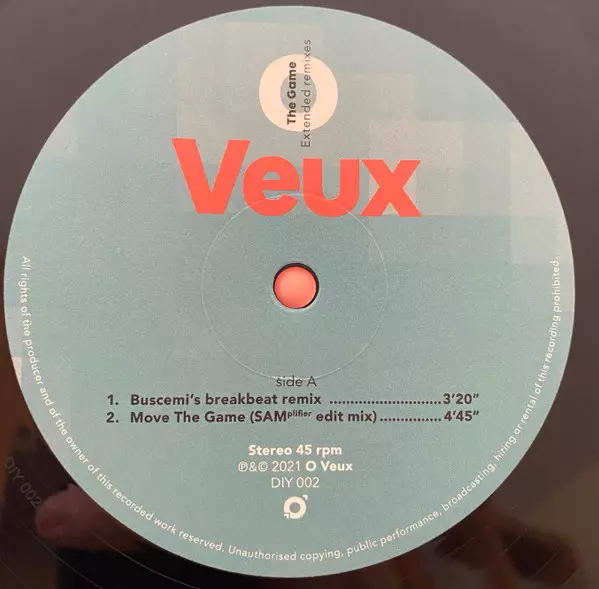 The Game
Extended remixes
O
Veux
side A
1. Buscemi's breakbeat remix ..............................3'20"
2. Move The Game (SAMplifier edit mix)...............4'45"
Stereo 45 rpm
℗&© 2021 O Veux
DIY 002
All rights of the producer and of the owner of this recorded work reserved. Unauthorised copying, public performance, broadcasting, hiring or rental of this recording prohibited.
DIY 002